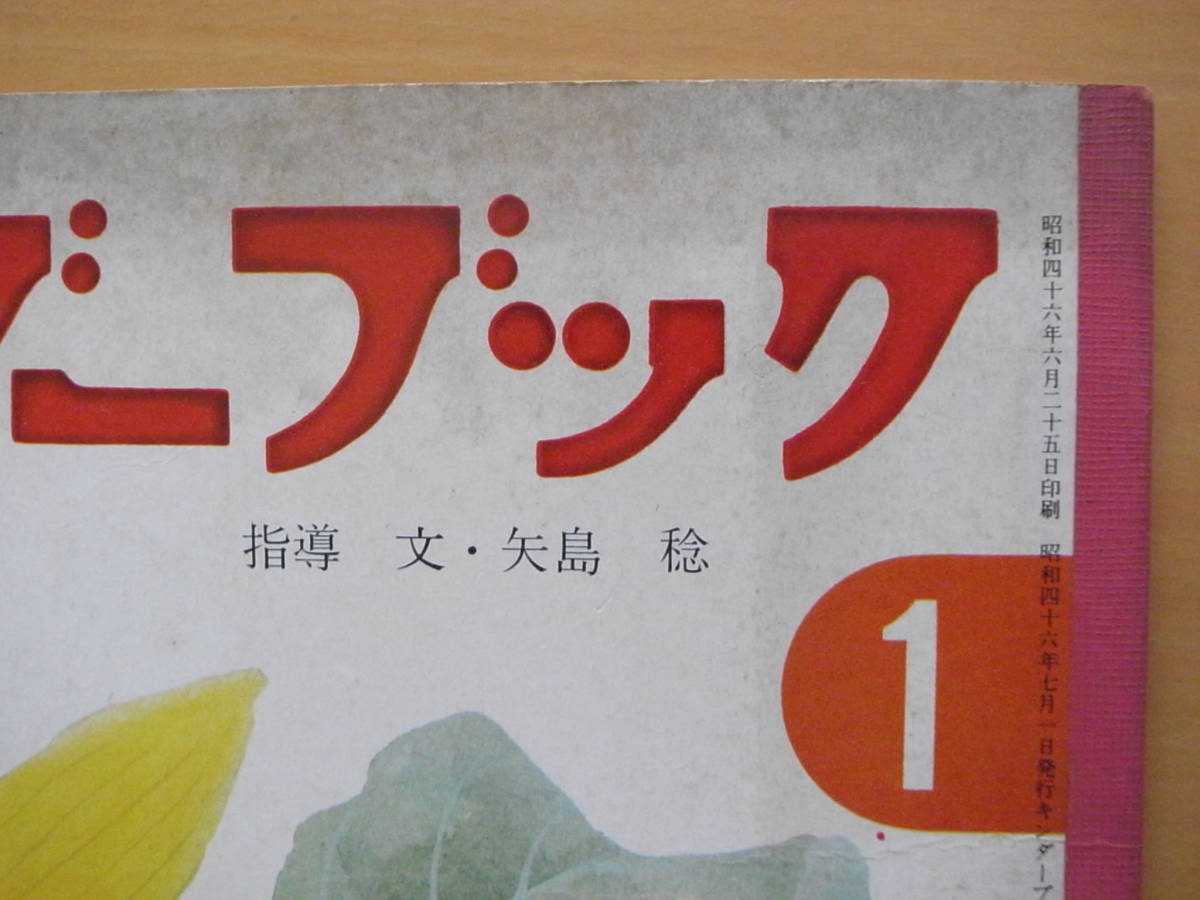 ダーブック
指導 文・矢島 稔
1
昭和四十六年六月二十五日印刷 昭和四十六年七月一日発行キンダーブ